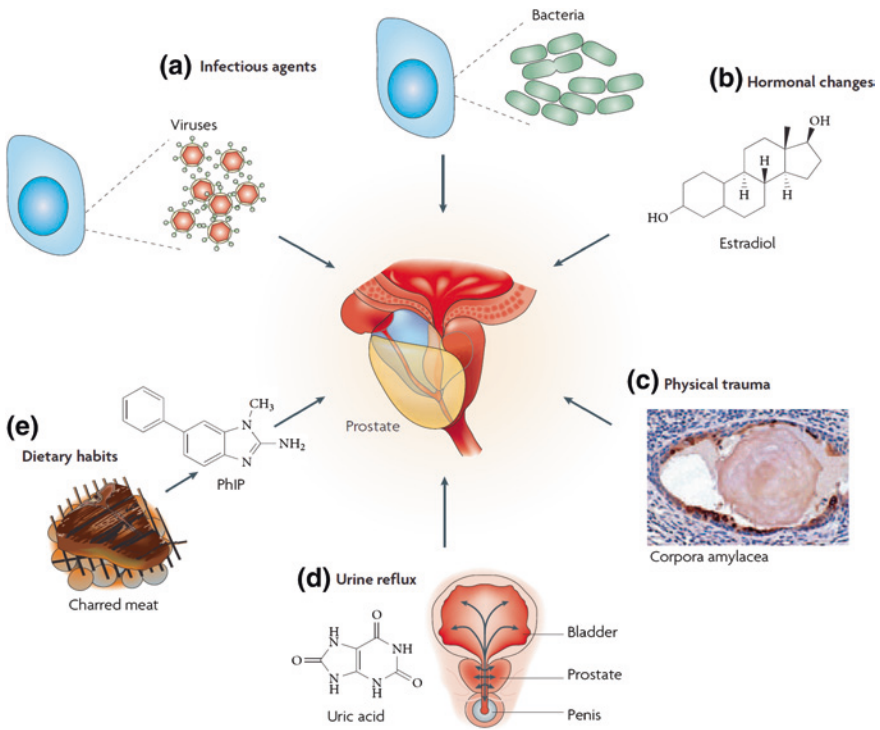 Bacteria
(a) Infectious agents
(b) Hormonal changes
Viruses
OH
H
H
H
HO
Estradiol
(c) Physical trauma
CH3
N
NH2
N
PhIP
Prostate
(e)
Dietary habits
Corpora amylacea
Charred meat
(d) Urine reflux
O
H
N
NH
O
N
H
N
H
O
Uric acid
Bladder
Prostate
Penis